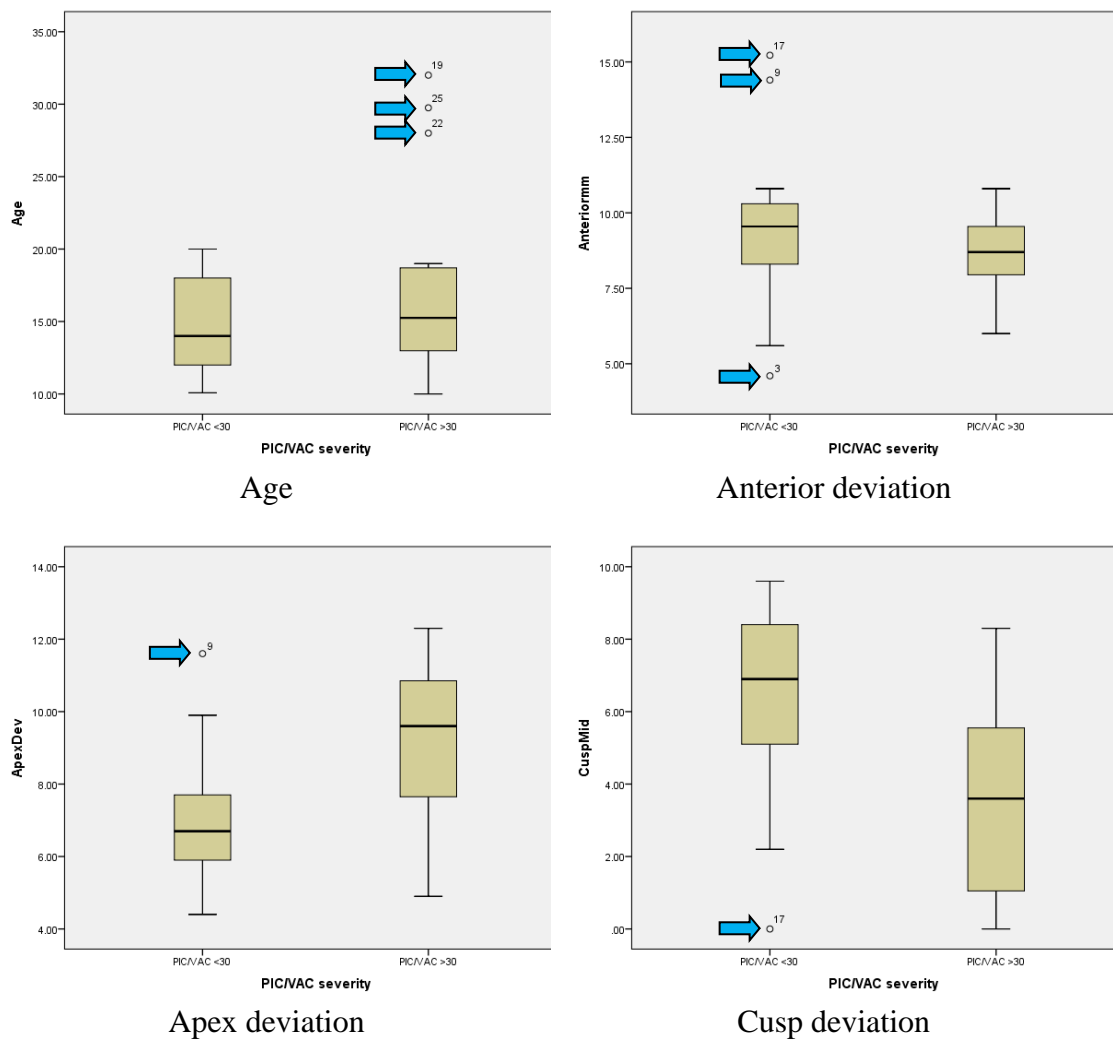 35.00
30.00
25.00
20.00
15.00
10.00
Age
19
25
22
PIC/VAC <30
PIC/VAC >30
PIC/VAC severity
Age
15.00
12.50
10.00
7.50
5.00
Anteriormm
17
9
3
PIC/VAC <30
PIC/VAC >30
PIC/VAC severity
Anterior deviation
14.00
12.00
10.00
8.00
6.00
4.00
ApexDev
9
PIC/VAC <30
PIC/VAC >30
PIC/VAC severity
Apex deviation
10.00
8.00
6.00
4.00
2.00
.00
CuspMid
17
PIC/VAC <30
PIC/VAC >30
PIC/VAC severity
Cusp deviation